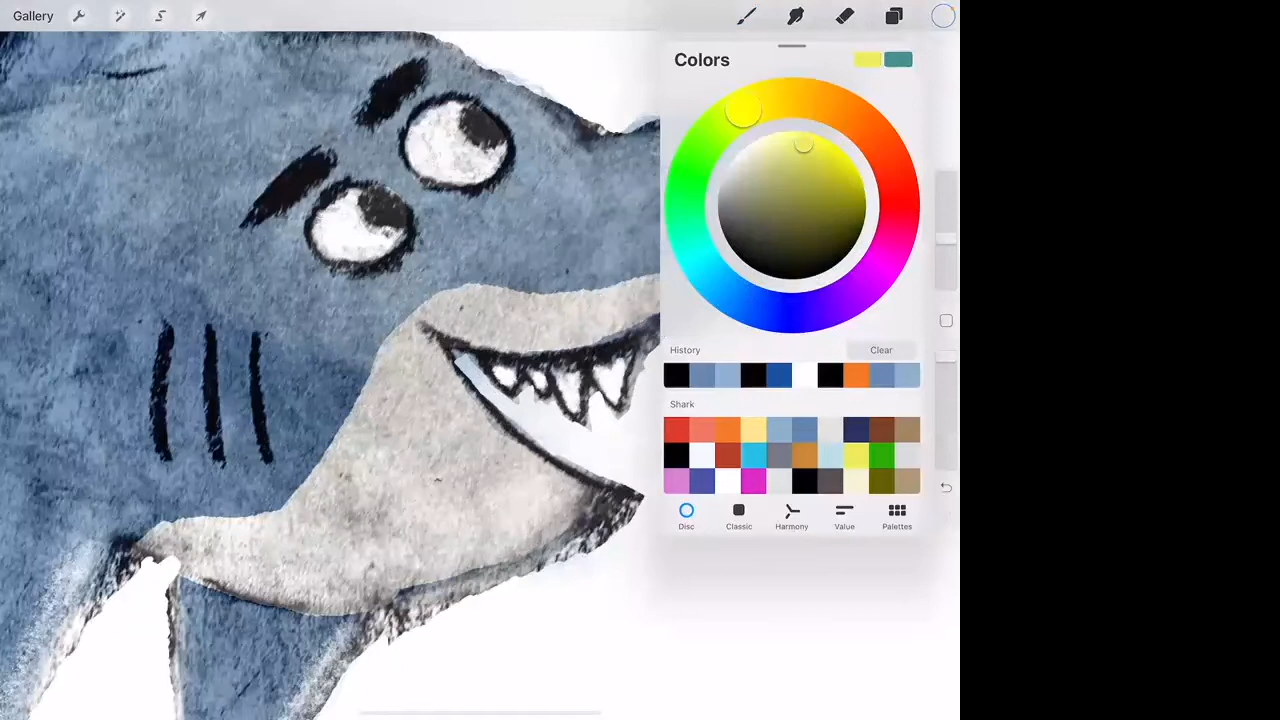 Gallery
Colors
History
Clear
Shark
Disc
Classic
Harmony
Value
Palettes